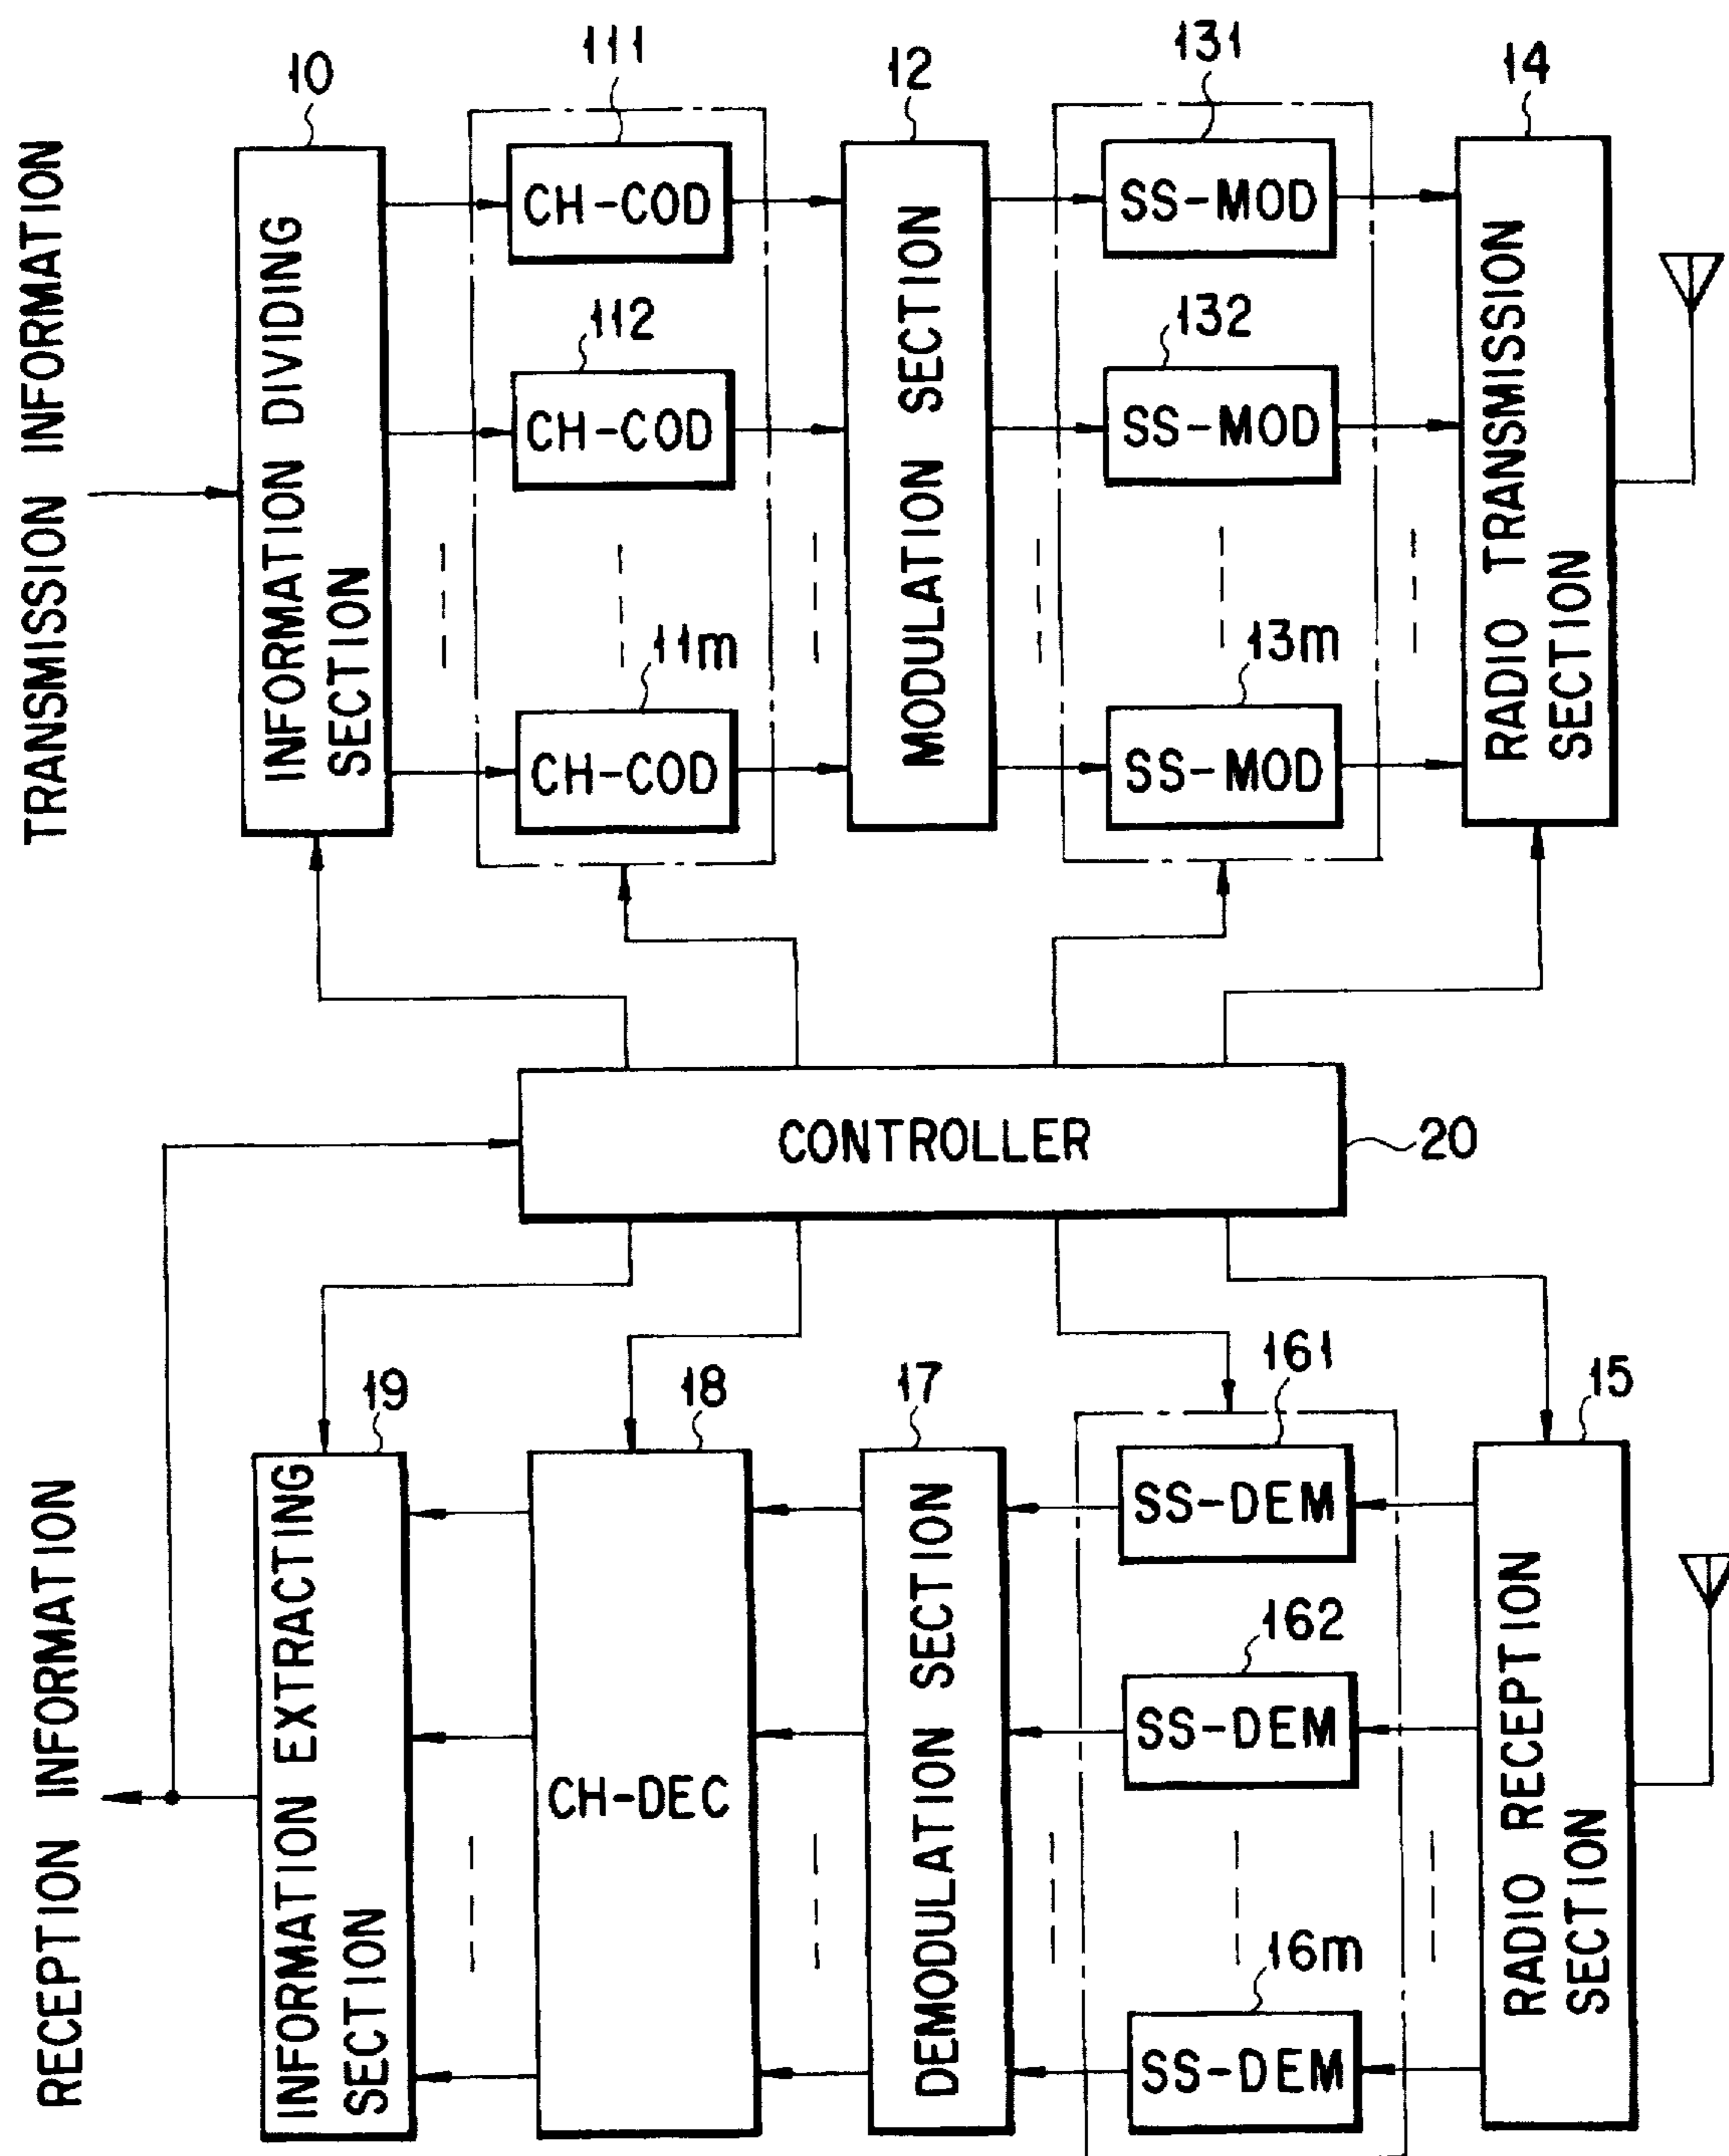 TRANSMISSION INFORMATION
10
INFORMATION DIVIDING
SECTION
111
CH-COD
112
CH-COD
11m
CH-COD
12
MODULATION SECTION
131
SS-MOD
132
SS-MOD
13m
SS-MOD
14
RADIO TRANSMISSION
SECTION
CONTROLLER
20
RECEPTION INFORMATION
19
INFORMATION EXTRACTING
SECTION
18
CH-DEC
17
DEMODULATION SECTION
161
SS-DEM
162
SS-DEM
16m
SS-DEM
15
RADIO RECEPTION
SECTION